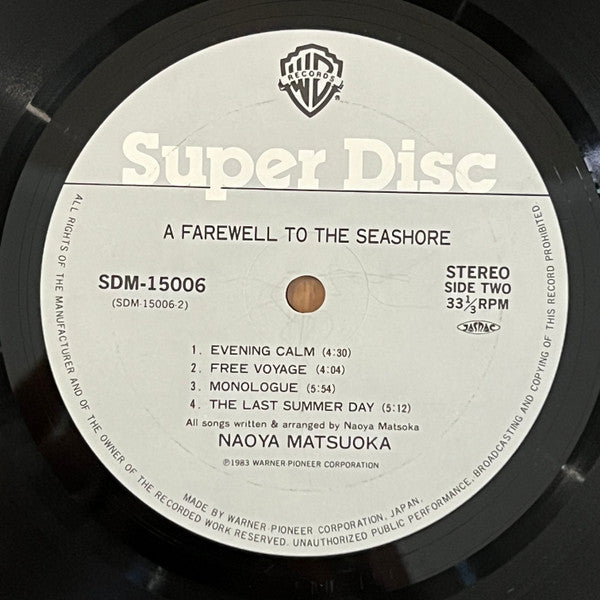 WB
RECORDS
®
Super Disc
A FAREWELL TO THE SEASHORE
SDM-15006
(SDM-15006-2)
STEREO
SIDE TWO
33 1/3 RPM
JASRAC
1. EVENING CALM (4:30)
2. FREE VOYAGE (4:04)
3. MONOLOGUE (5:54)
4. THE LAST SUMMER DAY (5:12)
All songs written & arranged by Naoya Matsoka
NAOYA MATSUOKA
℗1983 WARNER-PIONEER CORPORATION
MADE BY WARNER-PIONEER CORPORATION, JAPAN.
ALL RIGHTS OF THE MANUFACTURER AND OF THE OWNER OF THE RECORDED WORK RESERVED. UNAUTHORIZED PUBLIC PERFORMANCE, BROADCASTING AND COPYING OF THIS RECORD PROHIBITED